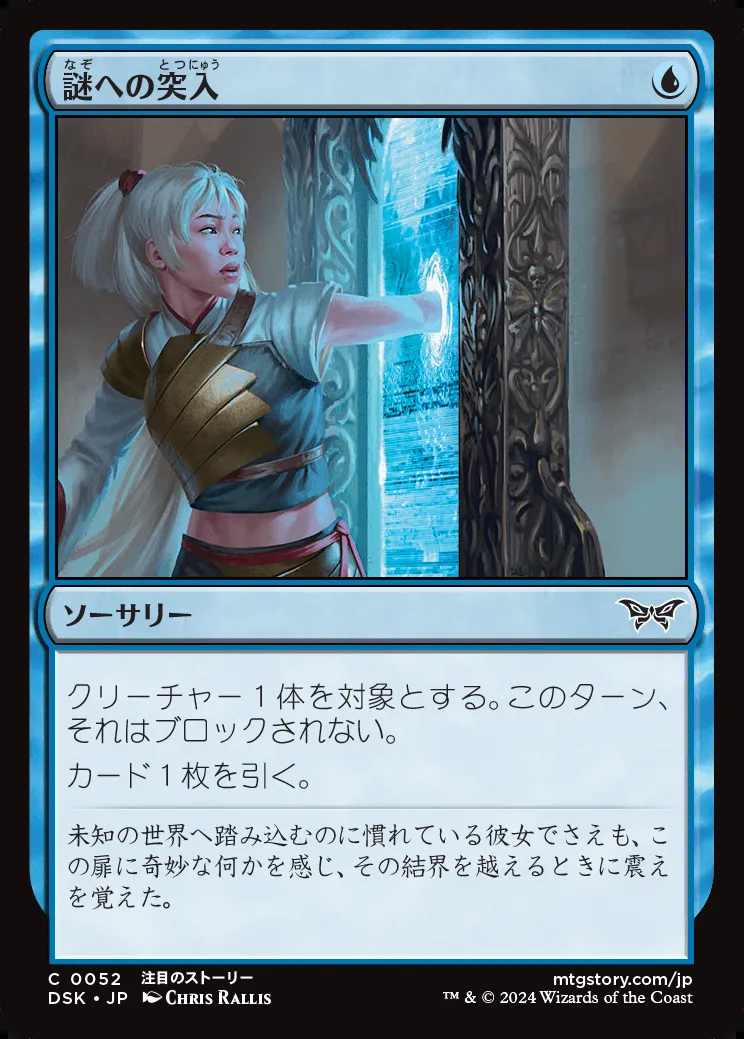 なぞ とつにゅう
謎への突入
ソーサリー
クリーチャー１体を対象とする。このターン、
それはブロックされない。
カード１枚を引く。
未知の世界へ踏み込むのに慣れている彼女でさえも、こ
の扉に奇妙な何かを感じ、その結界を越えるときに震え
を覚えた。
C 0052 注目のストーリー mtgstory.com/jp
DSK • JP CHRIS RALLIS ™ & © 2024 Wizards of the Coast